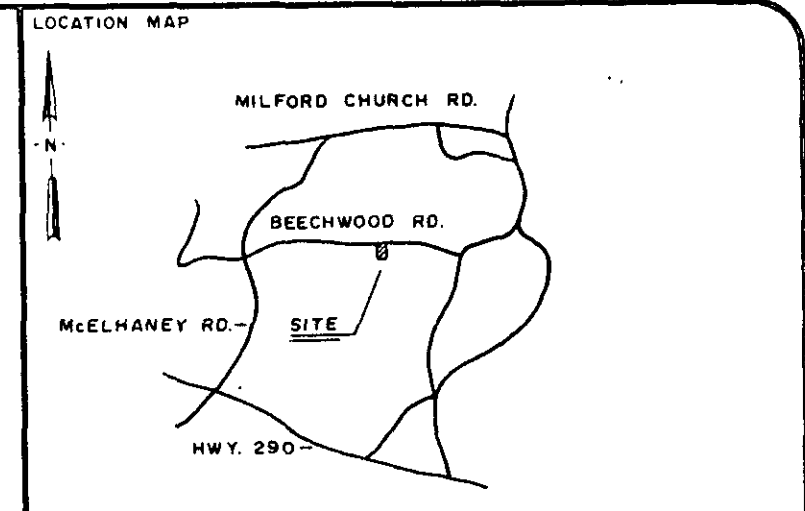 LOCATION MAP
MILFORD CHURCH RD.
-N-
BEECHWOOD RD.
McELHANEY RD.-
SITE
HWY. 290-